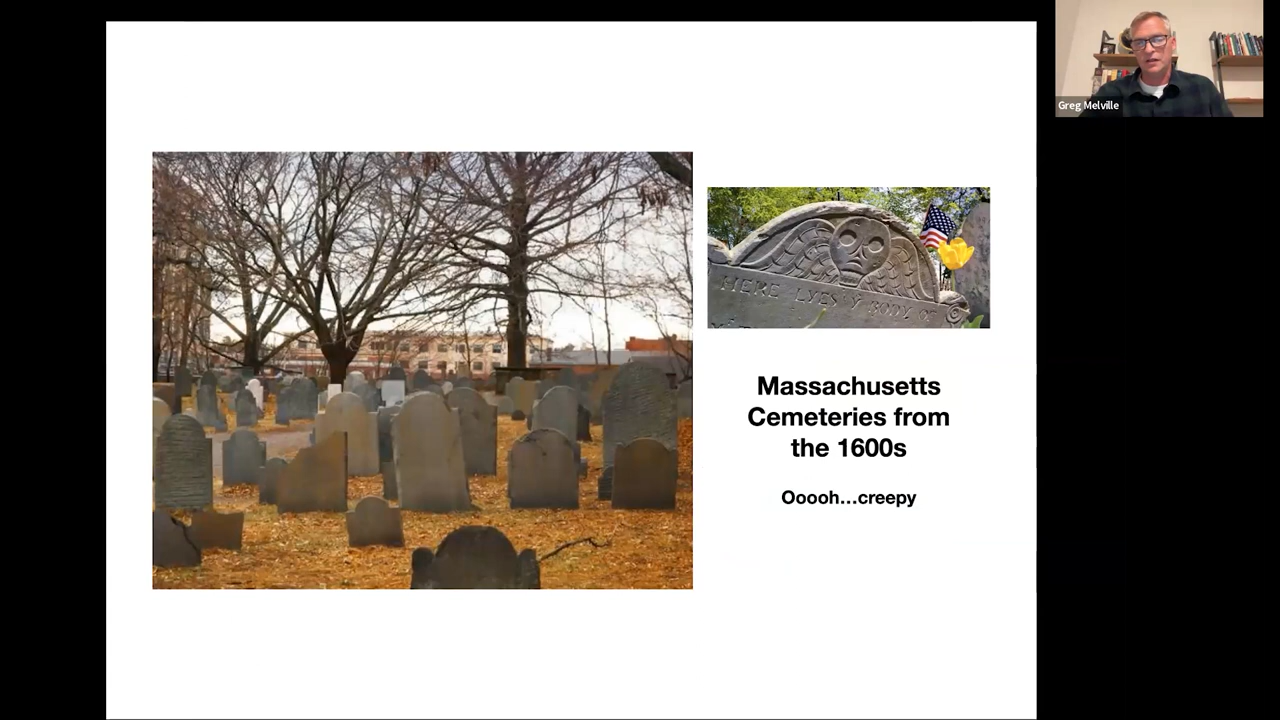 Greg Melville
HERE LYES Y BODY OF
Massachusetts
Cemeteries from
the 1600s
Ooooh...creepy